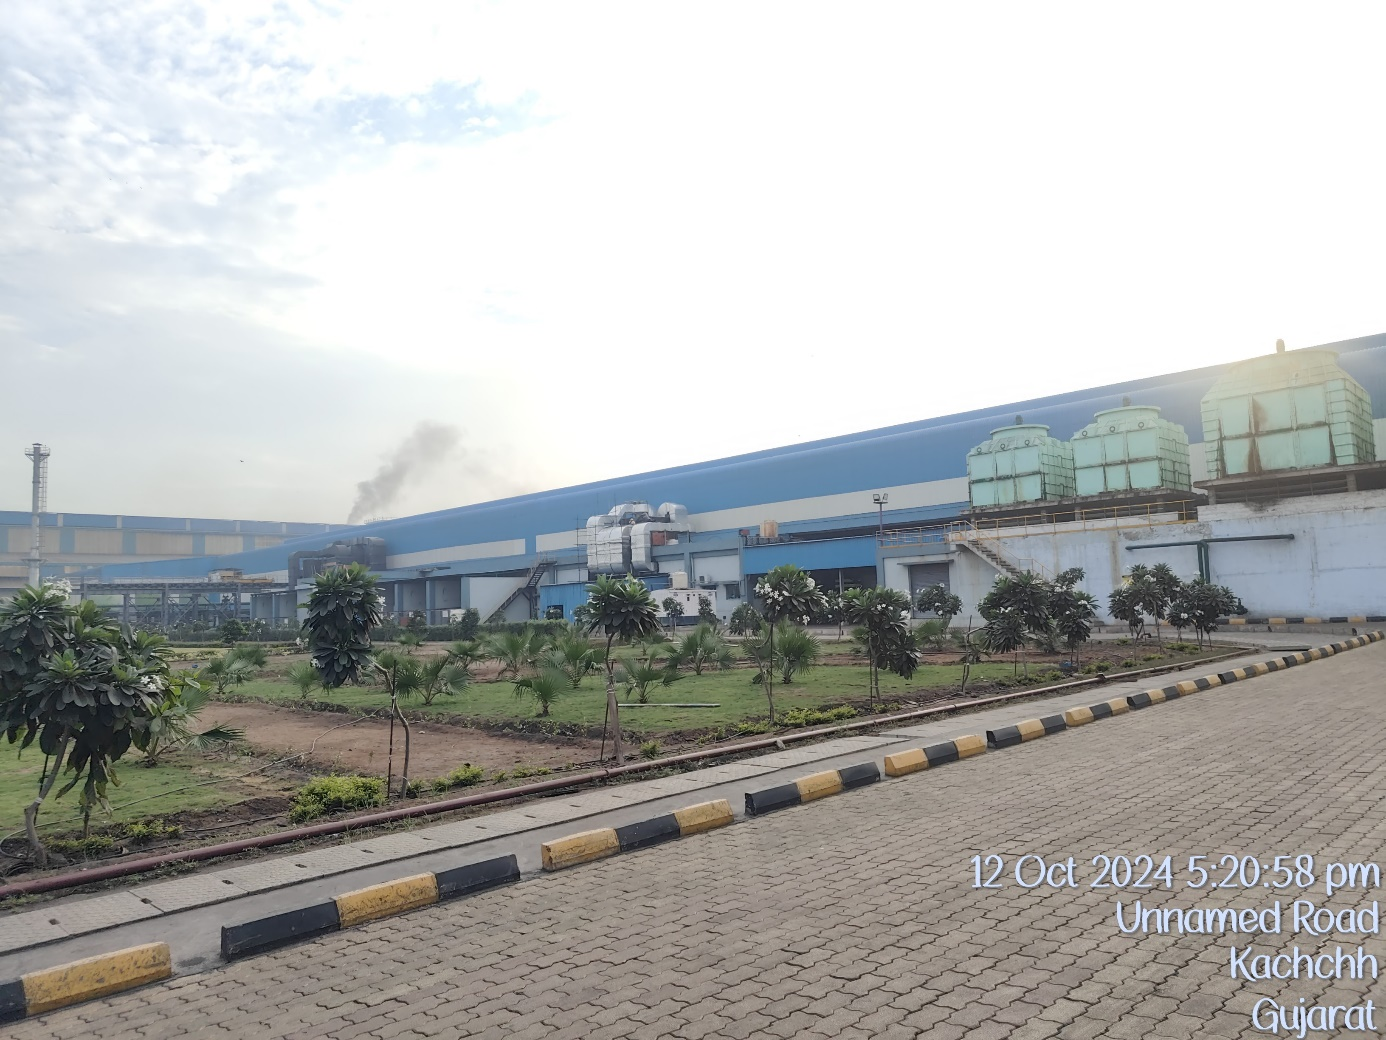 12 Oct 2024 5:20:58 pm
Unnamed Road
Kachchh
Gujarat